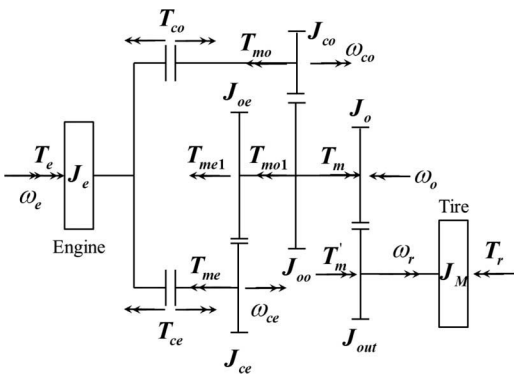 T_co
T_mo
J_co
ω_co
J_oe
J_o
T_e
J_e
T_me1
T_mo1
T_m
ω_e
ω_o
Engine
Tire
J_oo
T'_m
ω_r
T_r
J_M
T_me
ω_ce
T_ce
J_ce
J_out